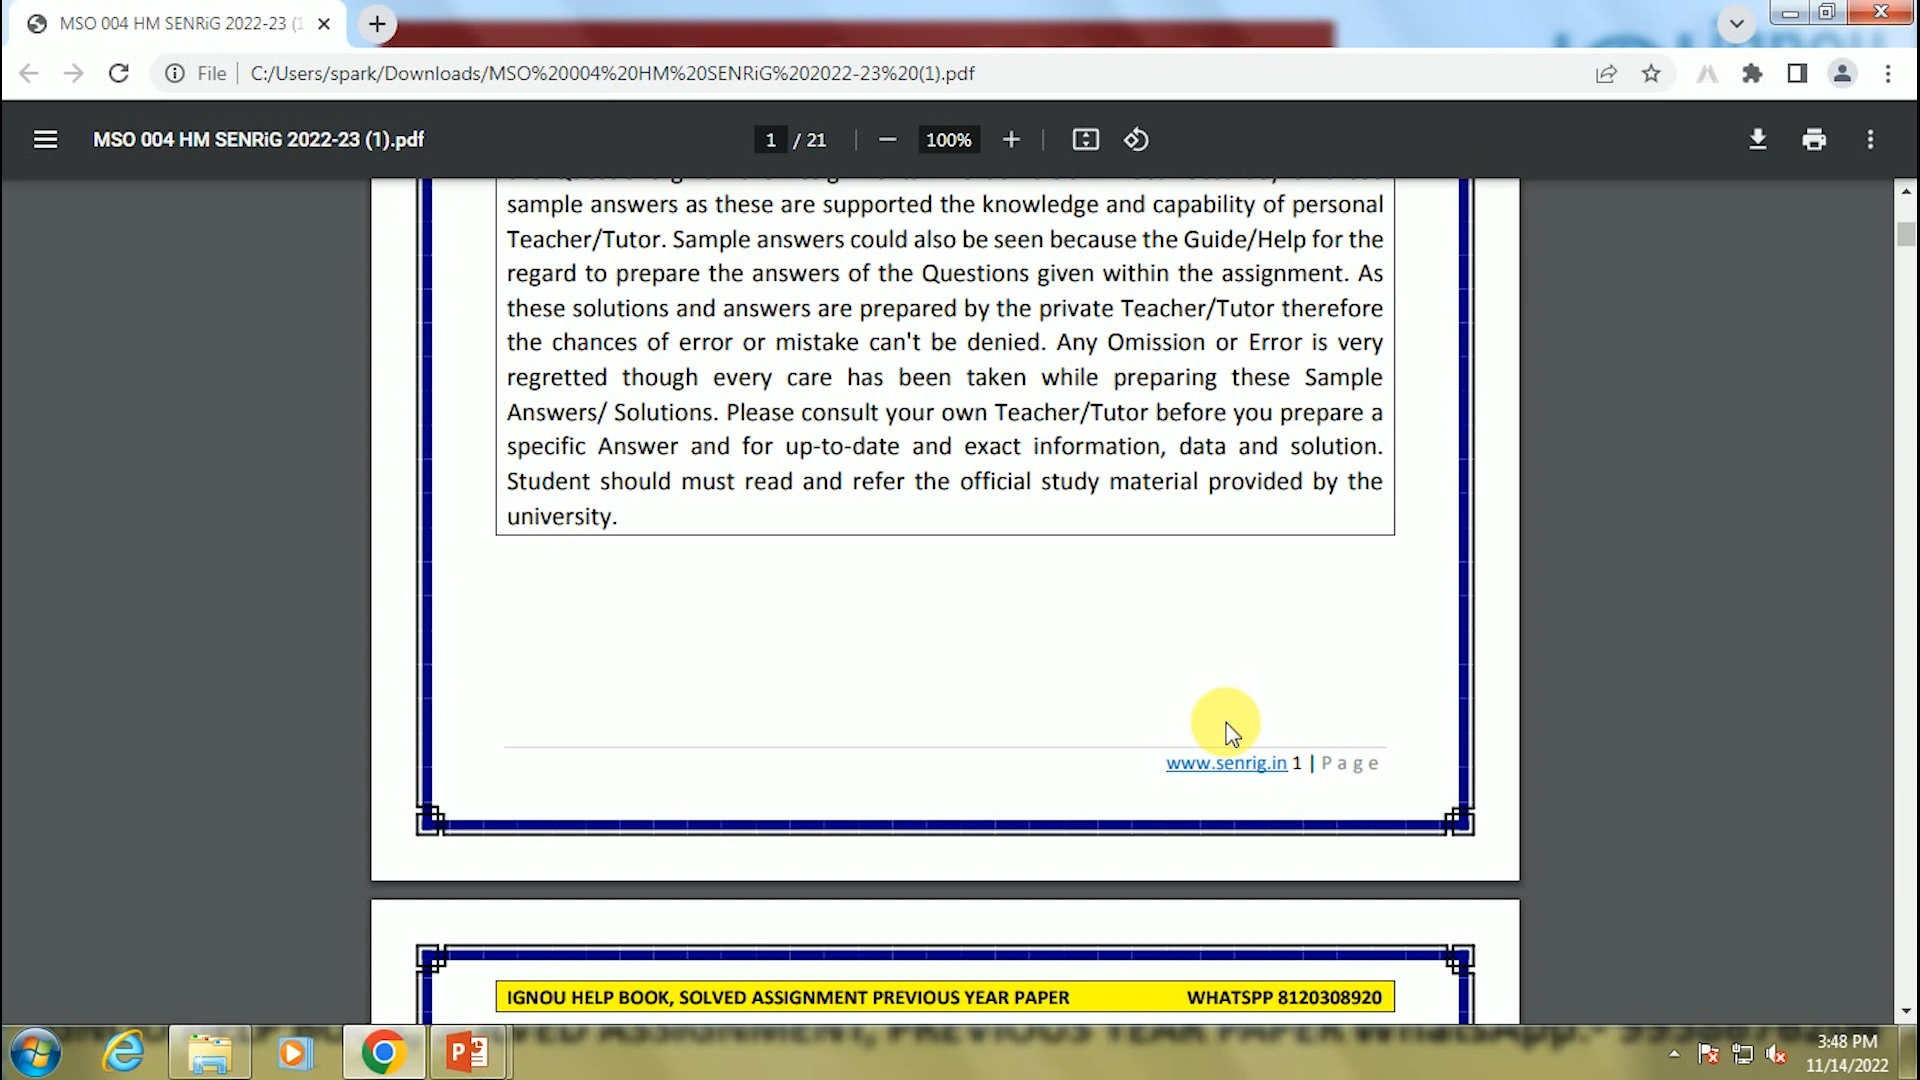 MSO 004 HM SENRiG 2022-23 (1
File
C:/Users/spark/Downloads/MSO%20004%20HM%20SENRiG%202022-23%20(1).pdf
MSO 004 HM SENRiG 2022-23 (1).pdf
1 / 21
100%
sample answers as these are supported the knowledge and capability of personal
Teacher/Tutor. Sample answers could also be seen because the Guide/Help for the
regard to prepare the answers of the Questions given within the assignment. As
these solutions and answers are prepared by the private Teacher/Tutor therefore
the chances of error or mistake can't be denied. Any Omission or Error is very
regretted though every care has been taken while preparing these Sample
Answers/ Solutions. Please consult your own Teacher/Tutor before you prepare a
specific Answer and for up-to-date and exact information, data and solution.
Student should must read and refer the official study material provided by the
university.
www.senrig.in 1 | Page
IGNOU HELP BOOK, SOLVED ASSIGNMENT PREVIOUS YEAR PAPER WHATSPP 8120308920
3:48 PM
11/14/2022